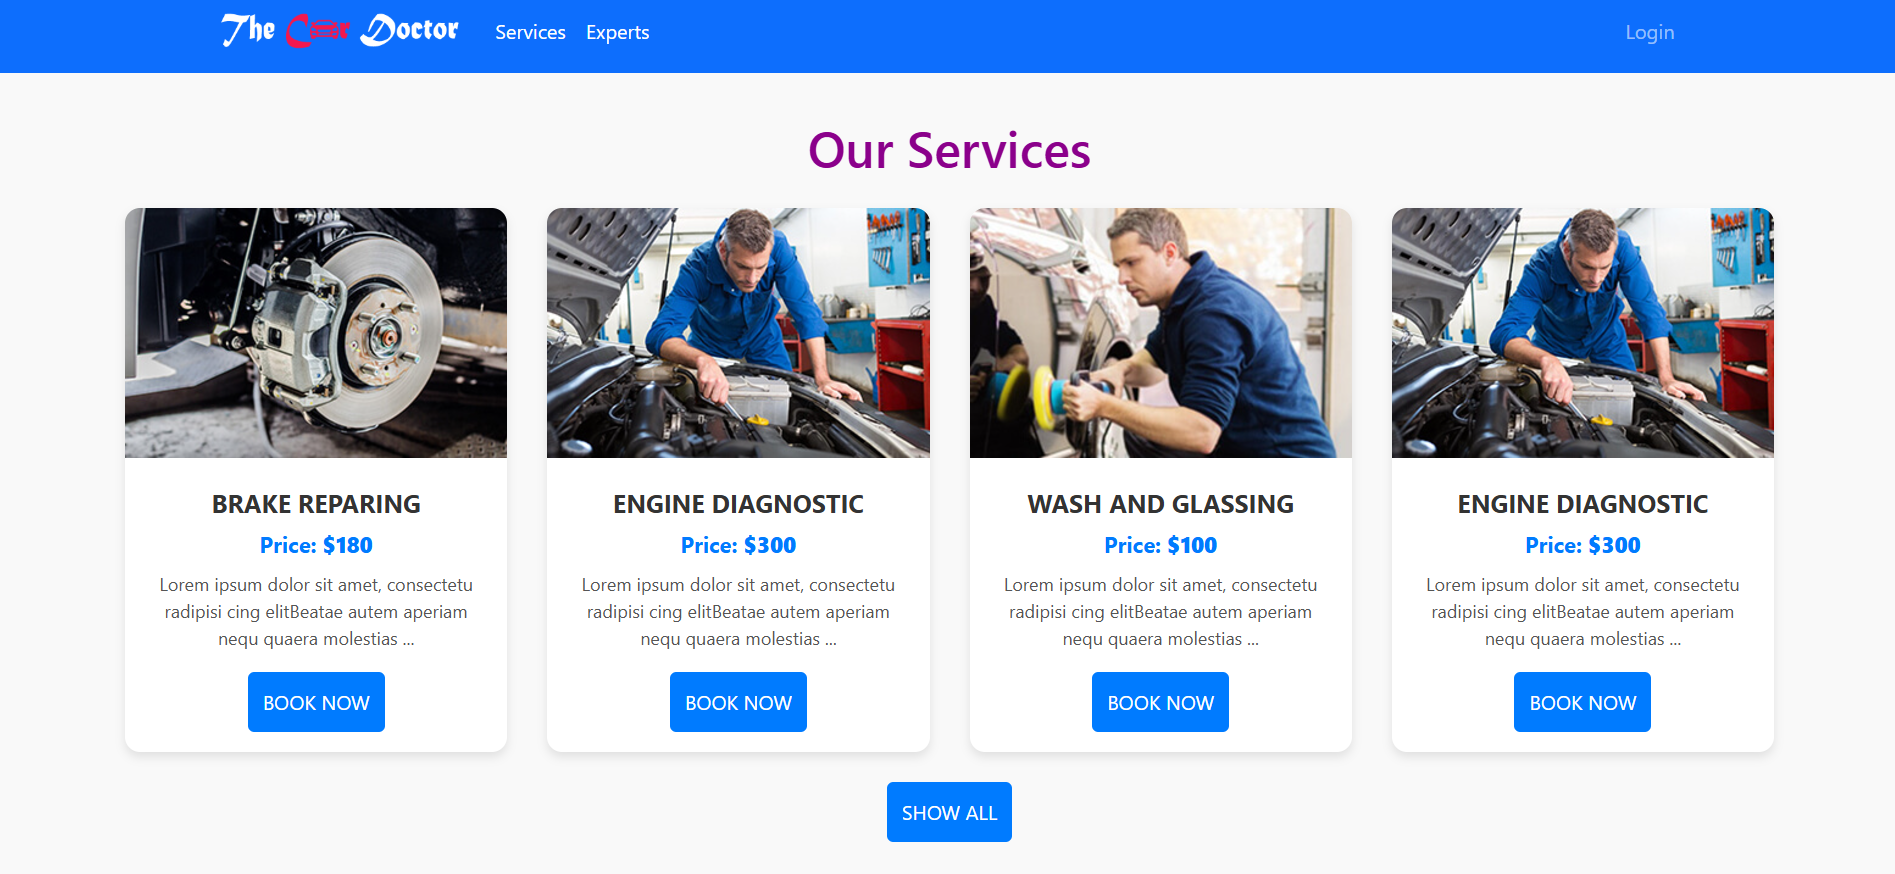 The Car Doctor Services Experts Login
Our Services
BRAKE REPARING
Price: $180
Lorem ipsum dolor sit amet, consectetu
radipisi cing elitBeatae autem aperiam
nequ quaera molestias ...
BOOK NOW
ENGINE DIAGNOSTIC
Price: $300
Lorem ipsum dolor sit amet, consectetu
radipisi cing elitBeatae autem aperiam
nequ quaera molestias ...
BOOK NOW
WASH AND GLASSING
Price: $100
Lorem ipsum dolor sit amet, consectetu
radipisi cing elitBeatae autem aperiam
nequ quaera molestias ...
BOOK NOW
ENGINE DIAGNOSTIC
Price: $300
Lorem ipsum dolor sit amet, consectetu
radipisi cing elitBeatae autem aperiam
nequ quaera molestias ...
BOOK NOW
SHOW ALL